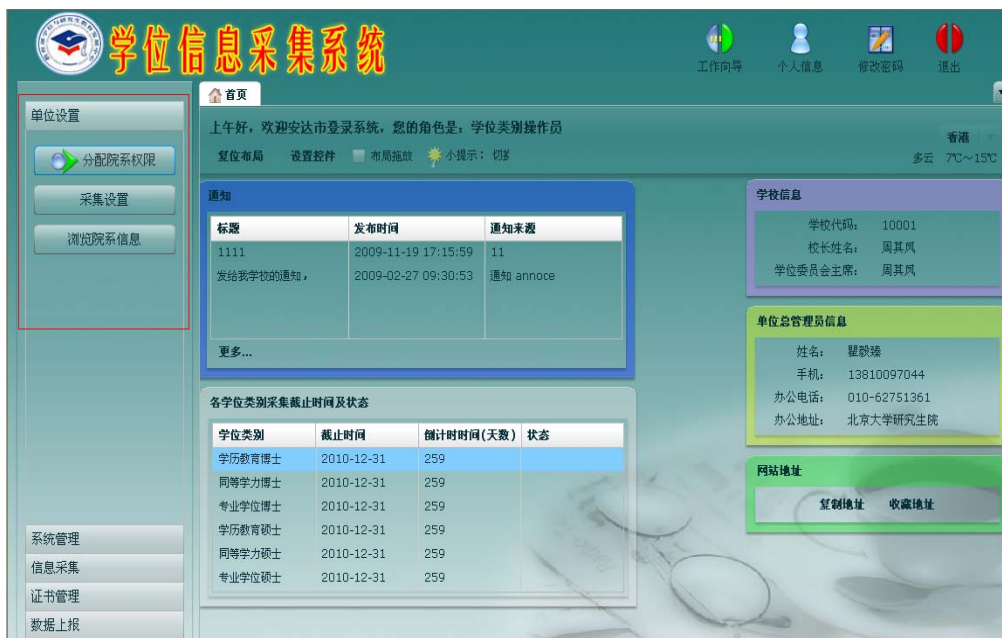 学位信息采集系统
工作向导 个人信息 修改密码 退出
首页
单位设置
分配院系权限
采集设置
浏览院系信息
系统管理
信息采集
证书管理
数据上报
上午好，欢迎安达市登录系统，您的角色是：学位类别操作员
复位布局 设置控件 布局拖放 小提示：
香港
多云 7℃～15℃
通知
标题 发布时间 通知来源
1111 2009-11-19 17:15:59 11
发给我学校的通知， 2009-02-27 09:30:53 通知 annoce
更多...
各学位类别采集截止时间及状态
学位类别 截止时间 倒计时时间(天数) 状态
学历教育博士 2010-12-31 259
同等学力博士 2010-12-31 259
专业学位博士 2010-12-31 259
学历教育硕士 2010-12-31 259
同等学力硕士 2010-12-31 259
专业学位硕士 2010-12-31 259
学校信息
学校代码： 10001
校长姓名： 周其凤
学位委员会主席： 周其凤
单位总管理员信息
姓名： 瞿毅臻
手机： 13810097044
办公电话： 010-62751361
办公地址： 北京大学研究生院
网站地址
复制地址 收藏地址